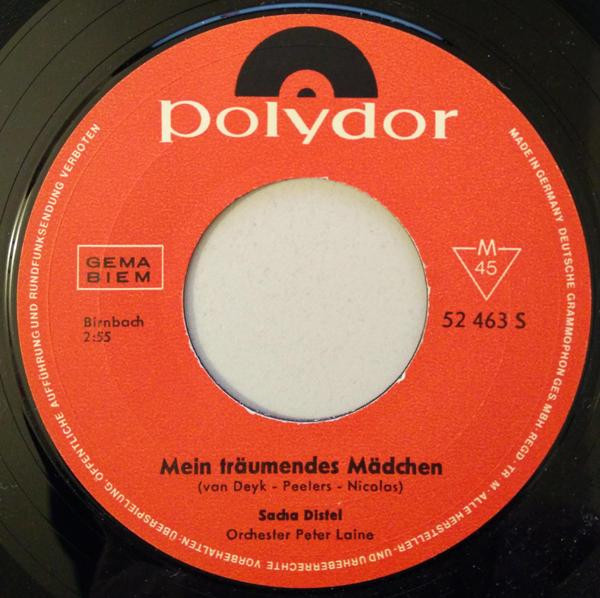 polydor
GEMA
BIEM
M
45
Birnbach
2:55
52 463 S
Mein träumendes Mädchen
(van Deyk - Peeters - Nicolas)
Sacha Distel
Orchester Peter Laine
MADE IN GERMANY · DEUTSCHE GRAMMOPHON GES. MBH · REGD · TR · M · ALLE HERSTELLER- UND URHEBERRECHTE VORBEHALTEN · ÜBERSPIELUNG, ÖFFENTLICHE AUFFÜHRUNG UND RUNDFUNKSENDUNG VERBOTEN